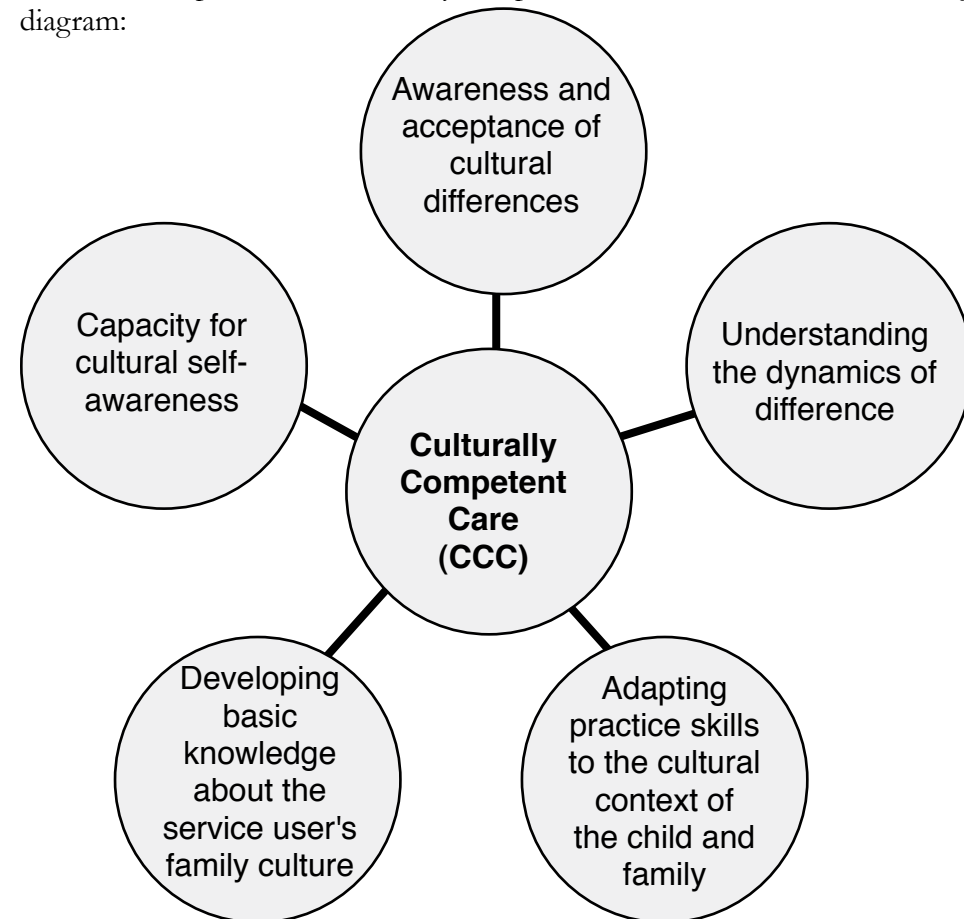 diagram:
Awareness and
acceptance of
cultural
differences
Capacity for
cultural self-
awareness
Understanding
the dynamics of
difference
Culturally
Competent
Care
(CCC)
Developing
basic
knowledge
about the
service user's
family culture
Adapting
practice skills
to the cultural
context of
the child and
family